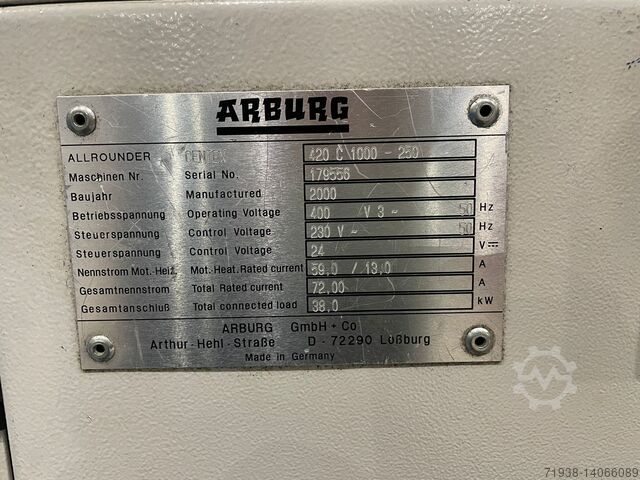 ARBURG
ALLROUNDER CENTEX 420 C 1000 - 250
Maschinen Nr. Serial No. 179556
Baujahr Manufactured 2000
Betriebsspannung Operating Voltage 400 V 3 ~ 50 Hz
Steuerspannung Control Voltage 230 V ~ 50 Hz
Steuerspannung Control Voltage 24 V
Nennstrom Mot.-Heiz. Mot.-Heat. Rated current 59,0 / 13,0 A
Gesamtnennstrom Total Rated current 72,00 A
Gesamtanschluß Total connected load 38,0 kW
ARBURG GmbH + Co
Arthur - Hehl - Straße D - 72290 Loßburg
Made in Germany
71938-14066089